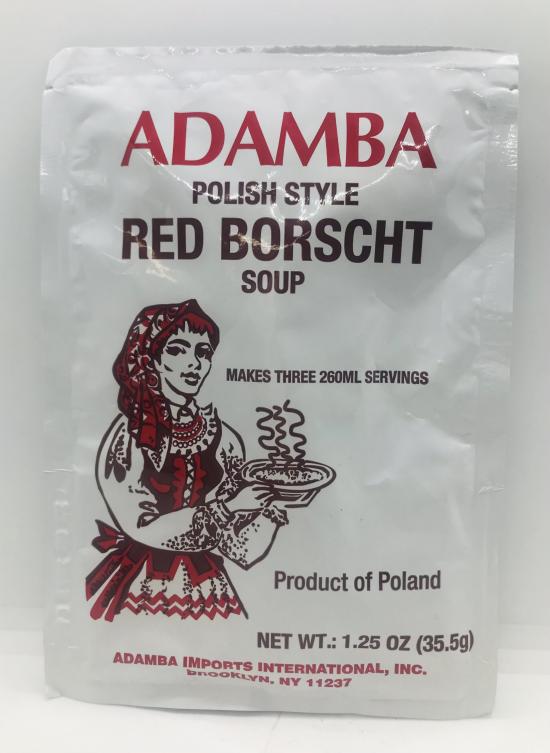 ADAMBA
POLISH STYLE
RED BORSCHT
SOUP
MAKES THREE 260ML SERVINGS
Product of Poland
NET WT.: 1.25 OZ (35.5g)
ADAMBA IMPORTS INTERNATIONAL, INC.
BROOKLYN, NY 11237